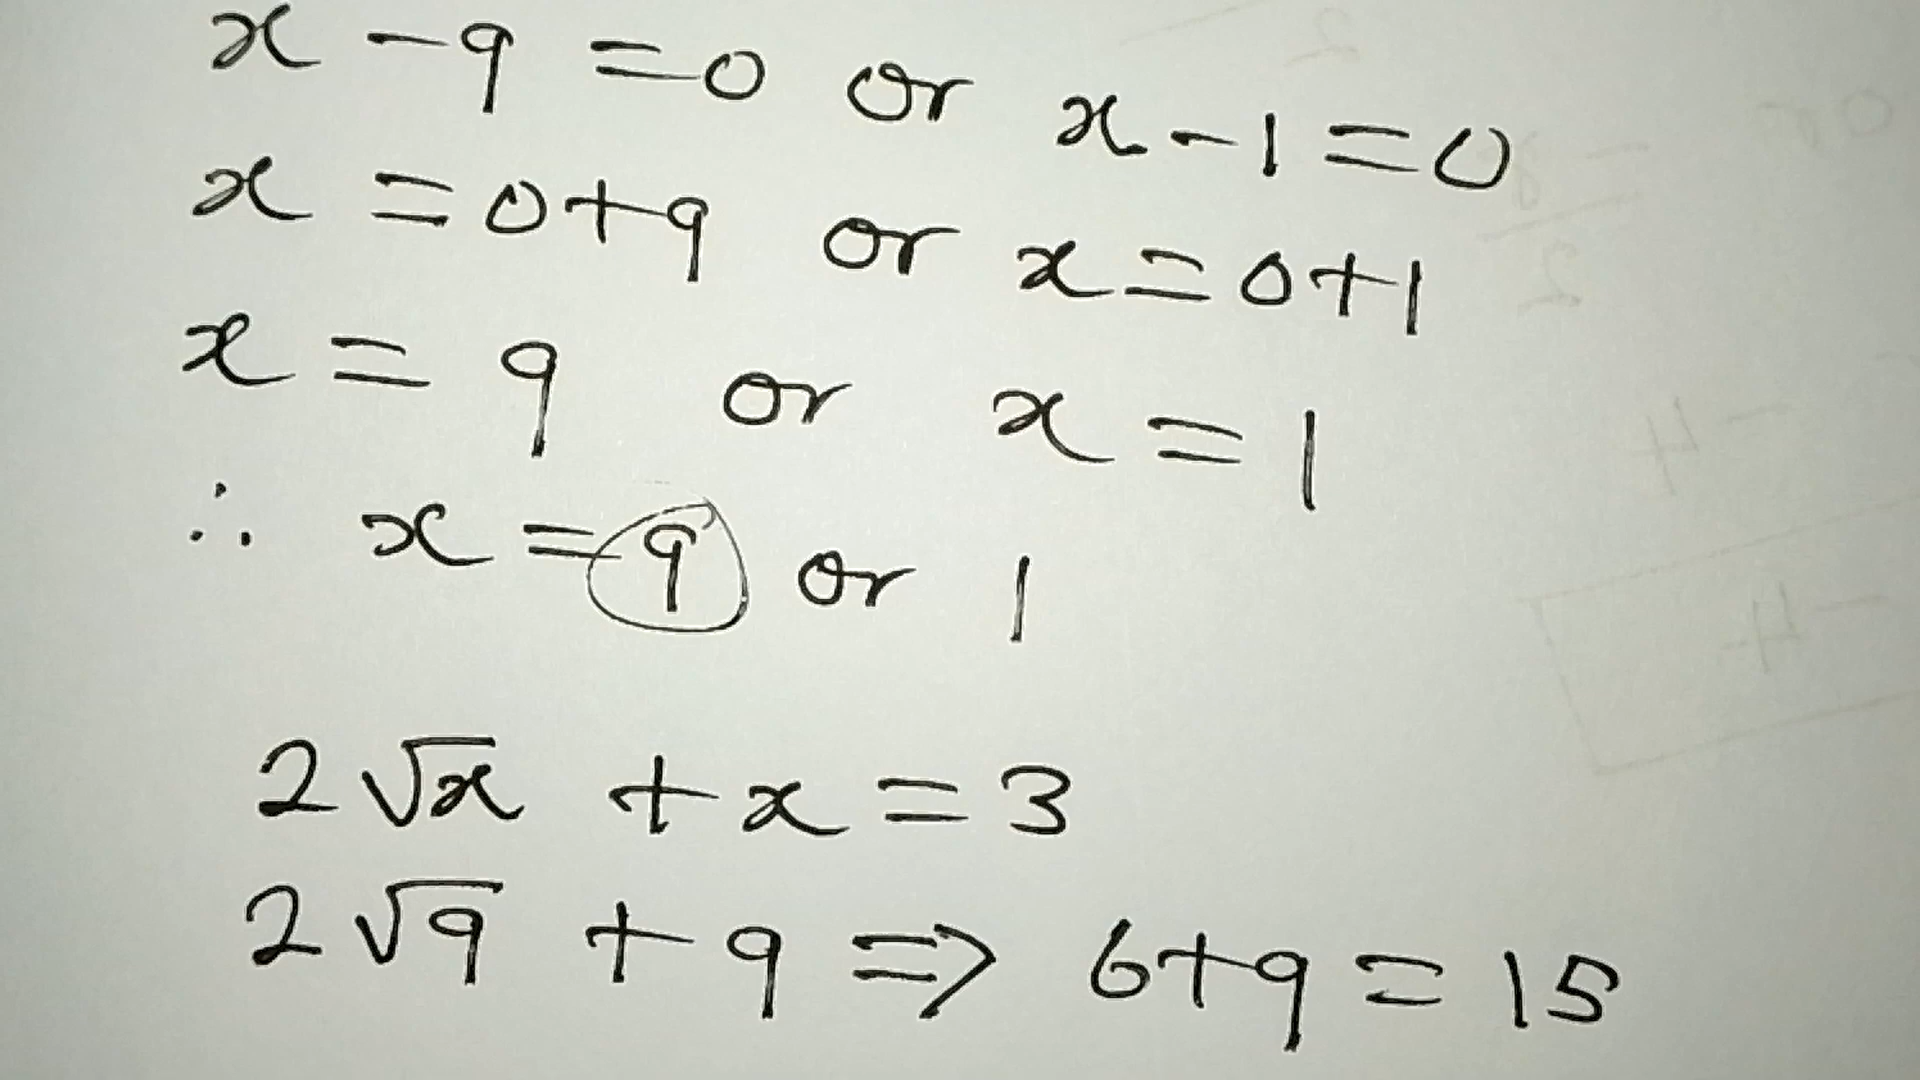 x - 9 = 0 or x - 1 = 0
x = 0 + 9 or x = 0 + 1
x = 9 or x = 1
∴ x = 9 or 1
2√x + x = 3
2√9 + 9 ⇒ 6 + 9 = 15